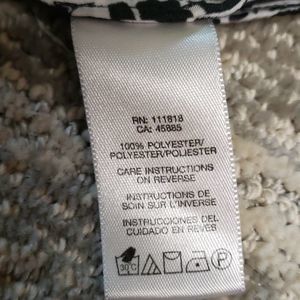 RN: 111818
CA: 45885
100% POLYESTER/
POLYESTER/POLIESTER
CARE INSTRUCTIONS
ON REVERSE
INSTRUCTIONS DE
SOIN SUR L'INVERSE
INSTRUCCIONES DEL
CUIDADO EN REVES
30°C